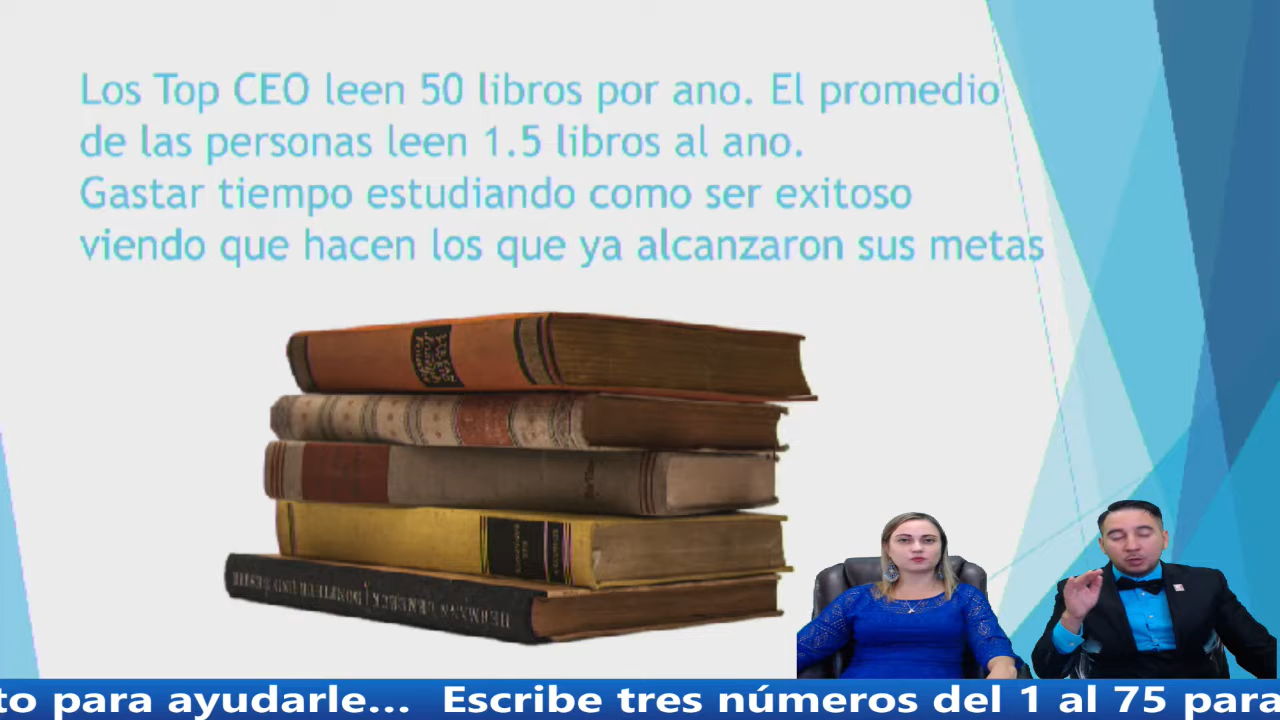 Los Top CEO leen 50 libros por ano. El promedio
de las personas leen 1.5 libros al ano.
Gastar tiempo estudiando como ser exitoso
viendo que hacen los que ya alcanzaron sus metas
to para ayudarle... Escribe tres números del 1 al 75 para